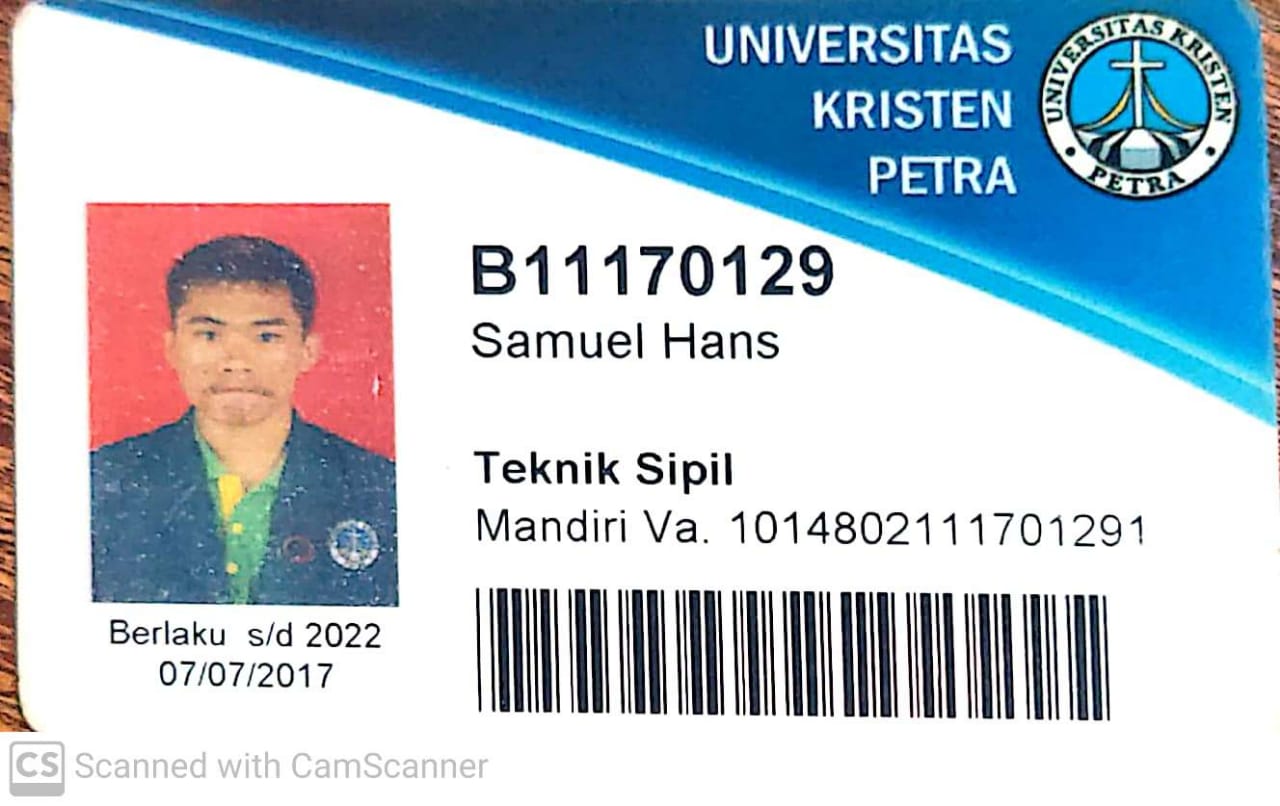 UNIVERSITAS
KRISTEN
PETRA
UNIVERSITAS KRISTEN
PETRA
B11170129
Samuel Hans
Teknik Sipil
Mandiri Va. 1014802111701291
Berlaku s/d 2022
07/07/2017
CS Scanned with CamScanner